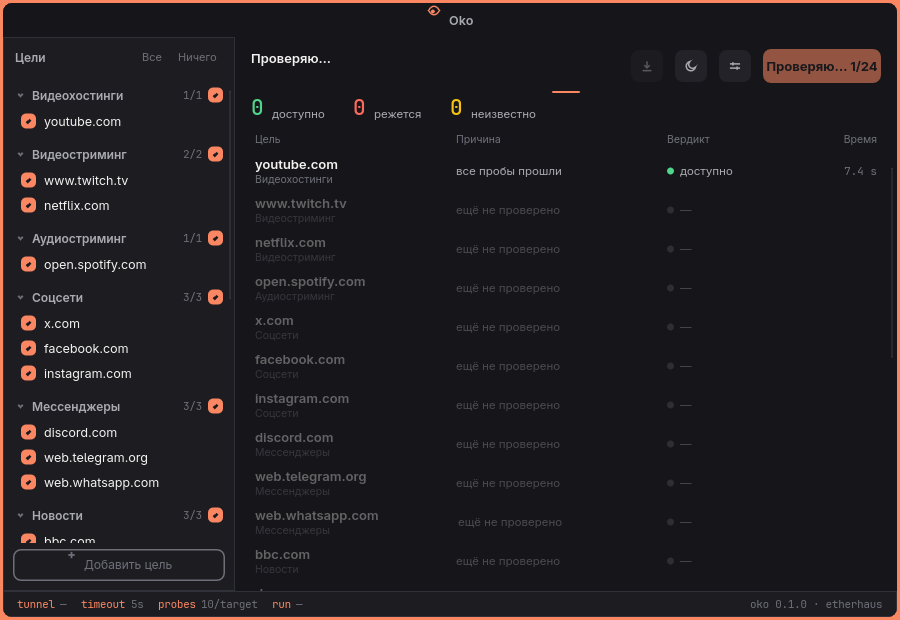 Oko
Цели
Все
Ничего
Видеохостинги 1/1
youtube.com
Видеостриминг 2/2
www.twitch.tv
netflix.com
Аудиостриминг 1/1
open.spotify.com
Соцсети 3/3
x.com
facebook.com
instagram.com
Мессенджеры 3/3
discord.com
web.telegram.org
web.whatsapp.com
Новости 3/3
bbc.com
+ Добавить цель
Проверяю...
Проверяю... 1/24
0 доступно 0 режется 0 неизвестно
Цель Причина Вердикт Время
youtube.com
Видеохостинги
все пробы прошли доступно 7.4 s
www.twitch.tv
Видеостриминг
ещё не проверено —
netflix.com
Видеостриминг
ещё не проверено —
open.spotify.com
Аудиостриминг
ещё не проверено —
x.com
Соцсети
ещё не проверено —
facebook.com
Соцсети
ещё не проверено —
instagram.com
Соцсети
ещё не проверено —
discord.com
Мессенджеры
ещё не проверено —
web.telegram.org
Мессенджеры
ещё не проверено —
web.whatsapp.com
Мессенджеры
ещё не проверено —
bbc.com
Новости
ещё не проверено —
tunnel — timeout 5s probes 10/target run —
oko 0.1.0 · etherhaus